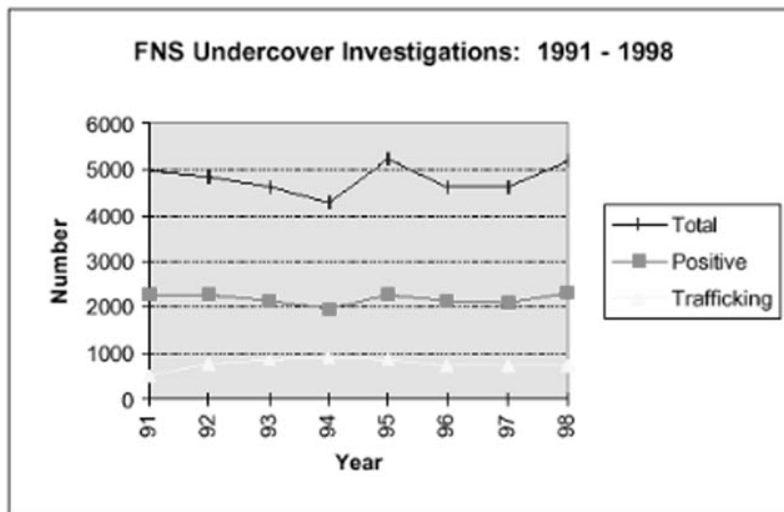 FNS Undercover Investigations: 1991 - 1998
6000
5000
4000
3000
2000
1000
0
Number
91
92
93
94
95
96
97
98
Year
Total
Positive
Trafficking